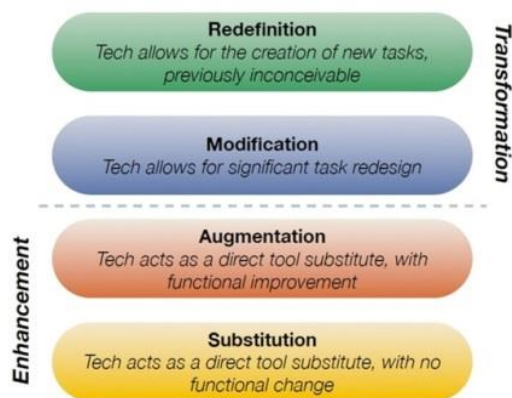 Redefinition
Tech allows for the creation of new tasks,
previously inconceivable
Transformation
Modification
Tech allows for significant task redesign
Enhancement
Augmentation
Tech acts as a direct tool substitute, with
functional improvement
Substitution
Tech acts as a direct tool substitute, with no
functional change